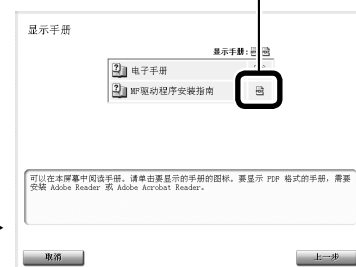 显示手册
显示手册:
电子手册
MP驱动程序安装指南
可以在本屏幕中阅读手册。请单击要显示的手册的图标。要显示 PDF 格式的手册，需要
安装 Adobe Reader 或 Adobe Acrobat Reader。
取消
上一步